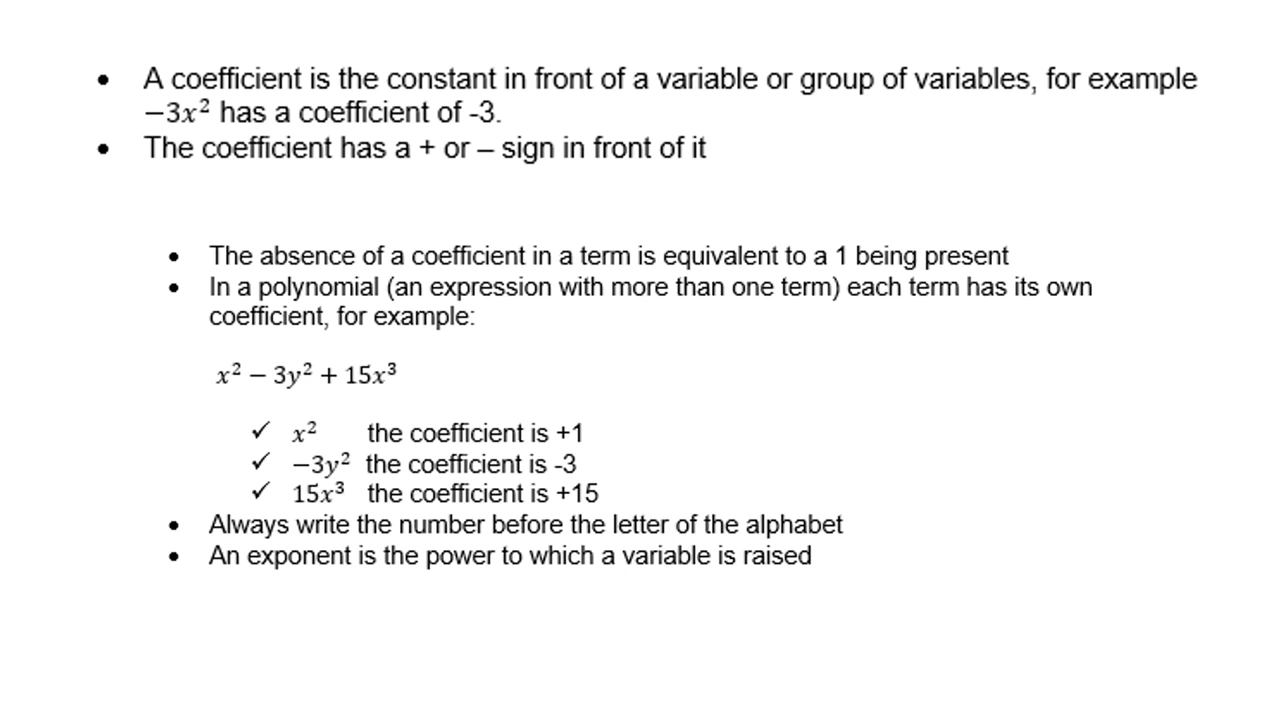 • A coefficient is the constant in front of a variable or group of variables, for example
−3x² has a coefficient of -3.
• The coefficient has a + or – sign in front of it
• The absence of a coefficient in a term is equivalent to a 1 being present
• In a polynomial (an expression with more than one term) each term has its own
coefficient, for example:
x² − 3y² + 15x³
✓ x² the coefficient is +1
✓ −3y² the coefficient is -3
✓ 15x³ the coefficient is +15
• Always write the number before the letter of the alphabet
• An exponent is the power to which a variable is raised